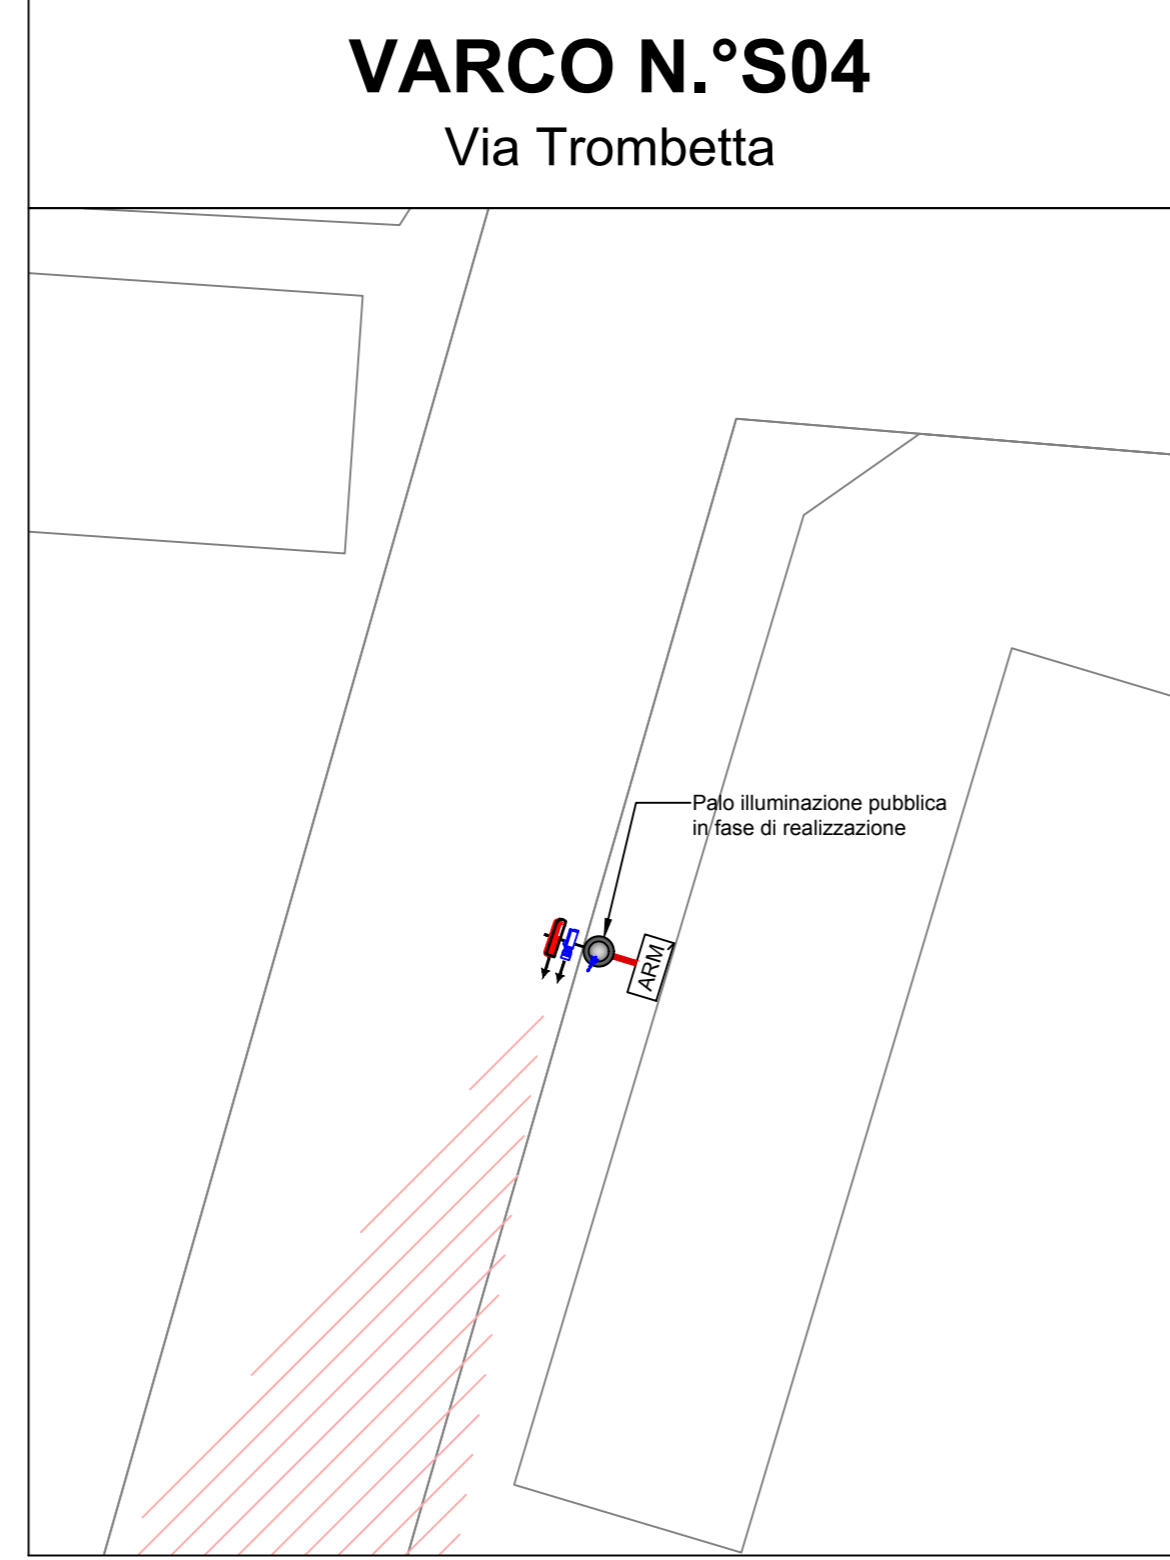 VARCO N.°S04
Via Trombetta
Palo illuminazione pubblica
in fase di realizzazione
ARM